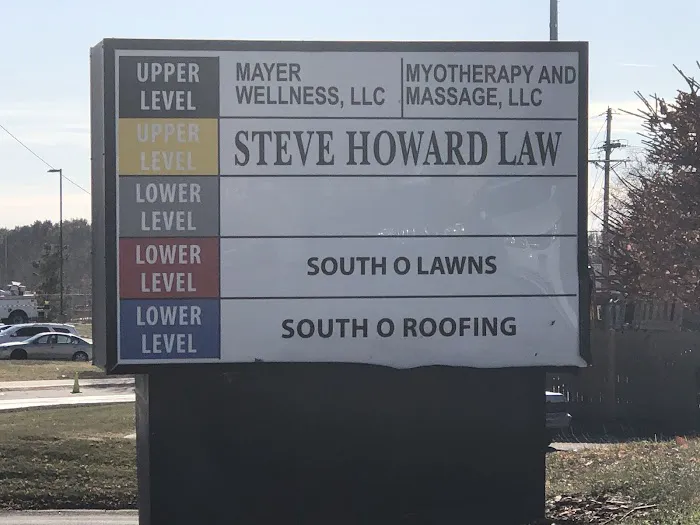 UPPER LEVEL
MAYER WELLNESS, LLC
MYOTHERAPY AND MASSAGE, LLC
UPPER LEVEL
STEVE HOWARD LAW
LOWER LEVEL
LOWER LEVEL
SOUTH O LAWNS
LOWER LEVEL
SOUTH O ROOFING